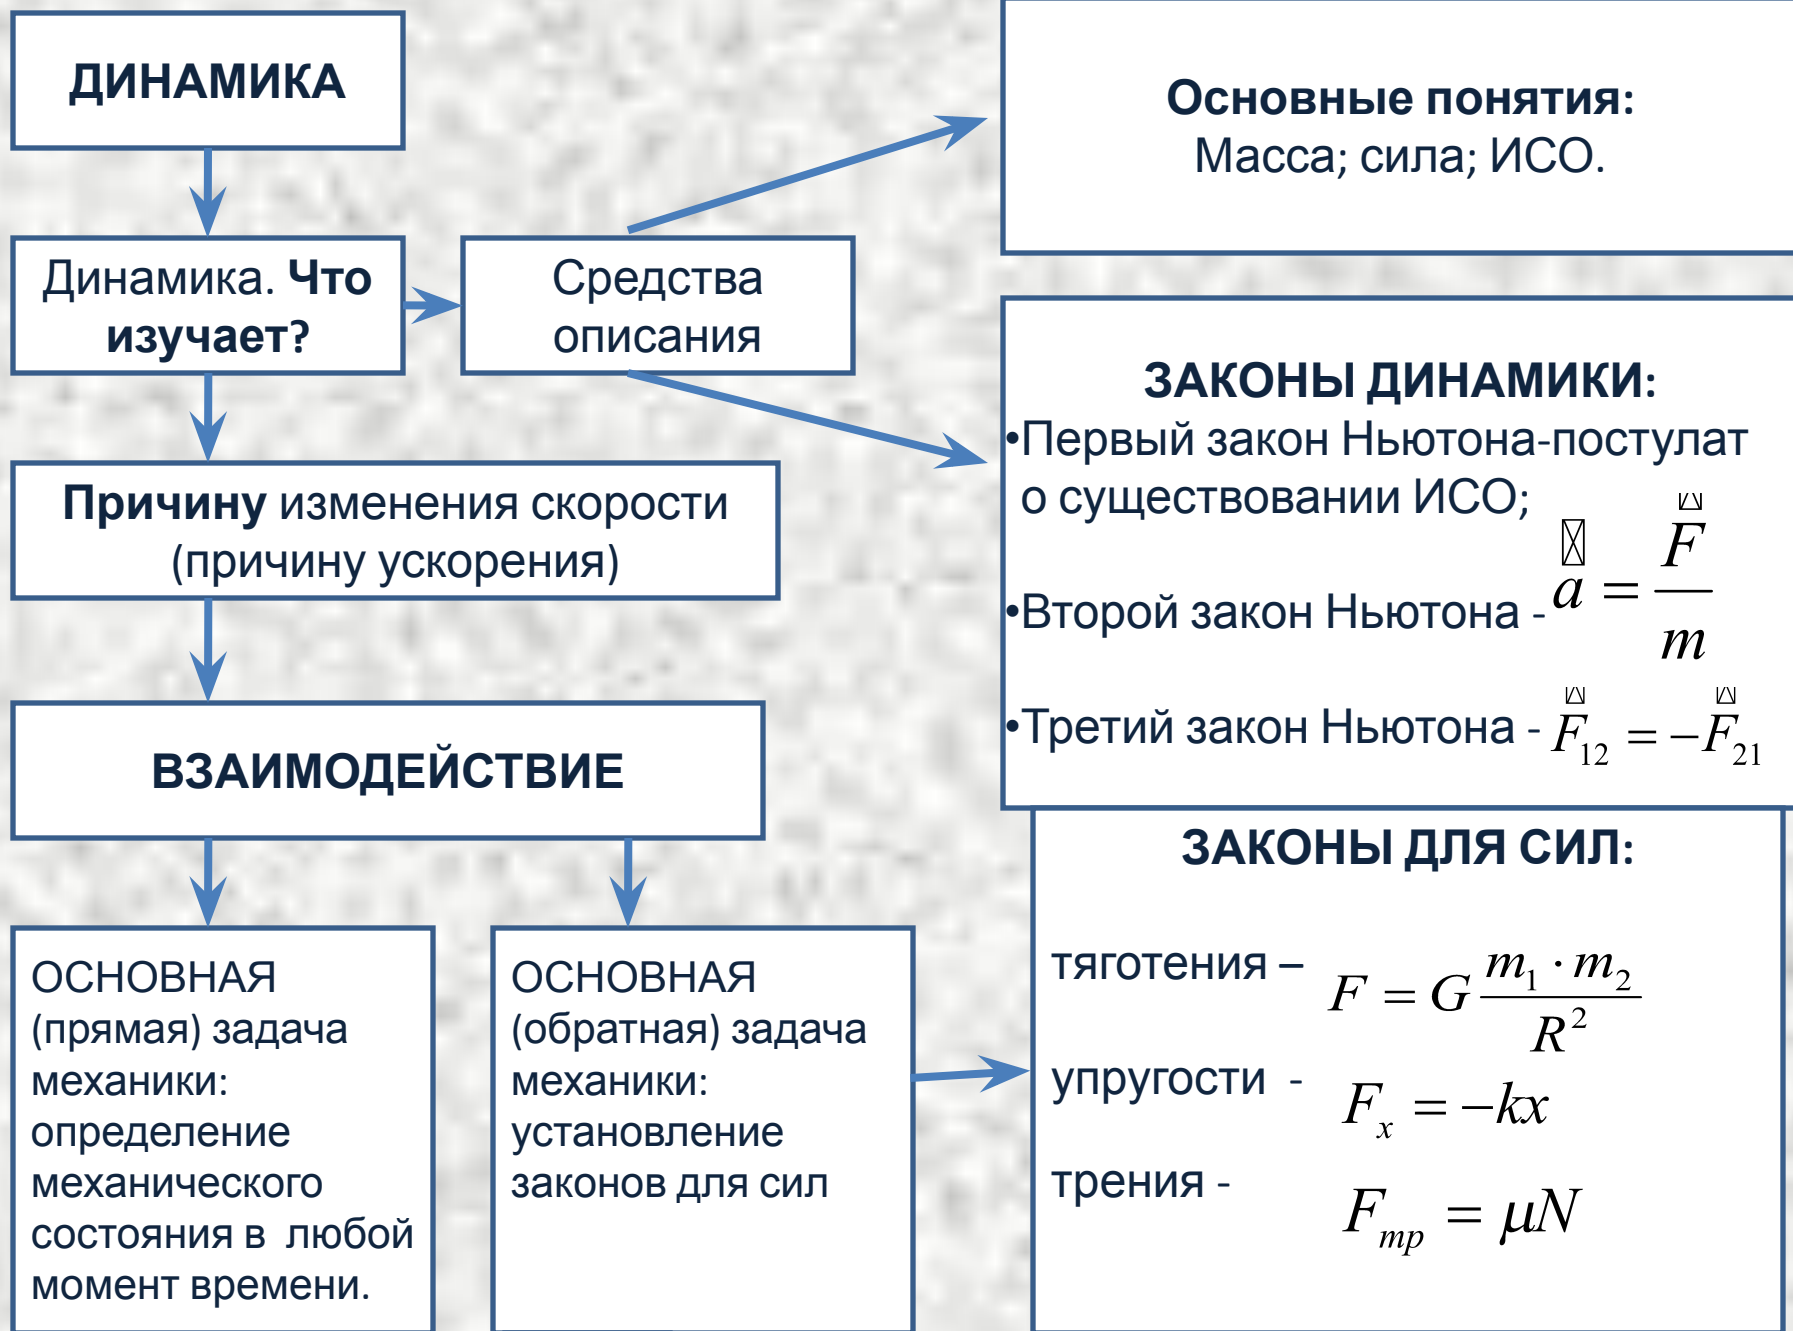 ДИНАМИКА
Динамика. Что
изучает?
Средства
описания
Причину изменения скорости
(причину ускорения)
ВЗАИМОДЕЙСТВИЕ
ОСНОВНАЯ
(прямая) задача
механики:
определение
механического
состояния в любой
момент времени.
ОСНОВНАЯ
(обратная) задача
механики:
установление
законов для сил
Основные понятия:
Масса; сила; ИСО.
ЗАКОНЫ ДИНАМИКИ:
•Первый закон Ньютона-постулат
о существовании ИСО;
•Второй закон Ньютона - a = F/m
•Третий закон Ньютона - F₁₂ = −F₂₁
ЗАКОНЫ ДЛЯ СИЛ:
тяготения – F = G m₁ · m₂ / R²
упругости - Fₓ = −kx
трения - Fтр = μN